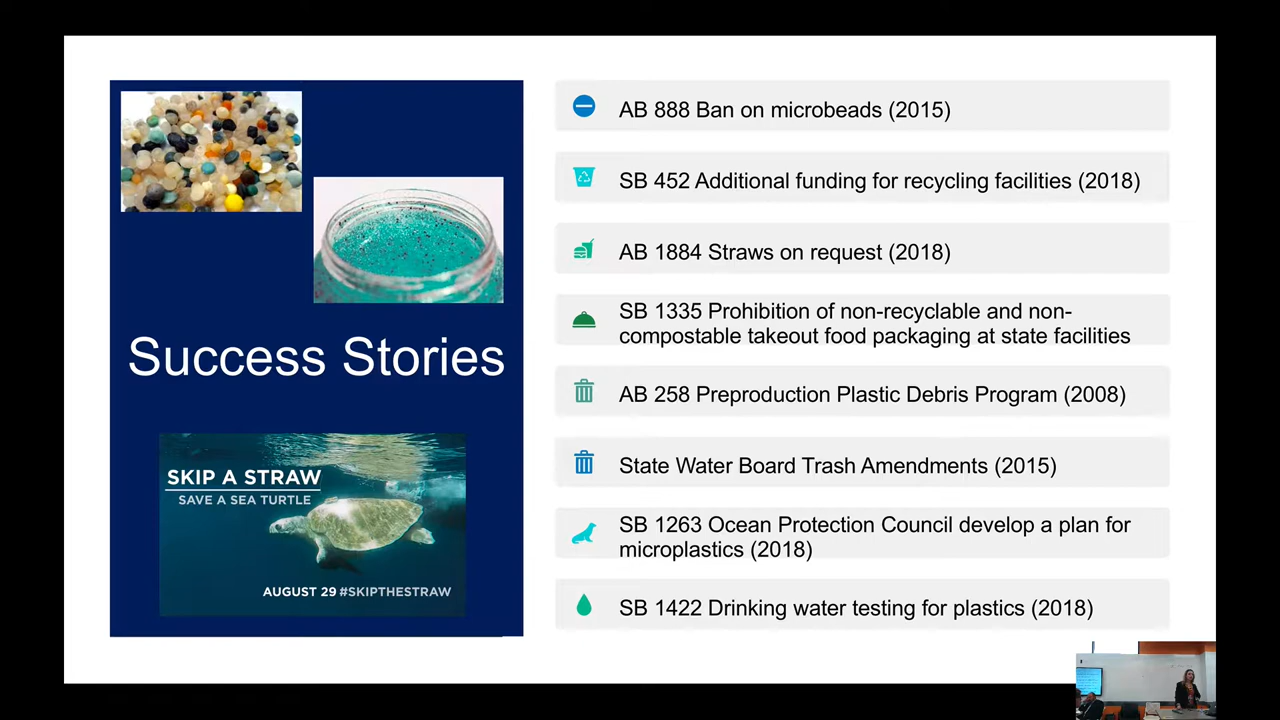 Success Stories
SKIP A STRAW
SAVE A SEA TURTLE
AUGUST 29 #SKIPTHESTRAW
AB 888 Ban on microbeads (2015)
SB 452 Additional funding for recycling facilities (2018)
AB 1884 Straws on request (2018)
SB 1335 Prohibition of non-recyclable and non-
compostable takeout food packaging at state facilities
AB 258 Preproduction Plastic Debris Program (2008)
State Water Board Trash Amendments (2015)
SB 1263 Ocean Protection Council develop a plan for
microplastics (2018)
SB 1422 Drinking water testing for plastics (2018)